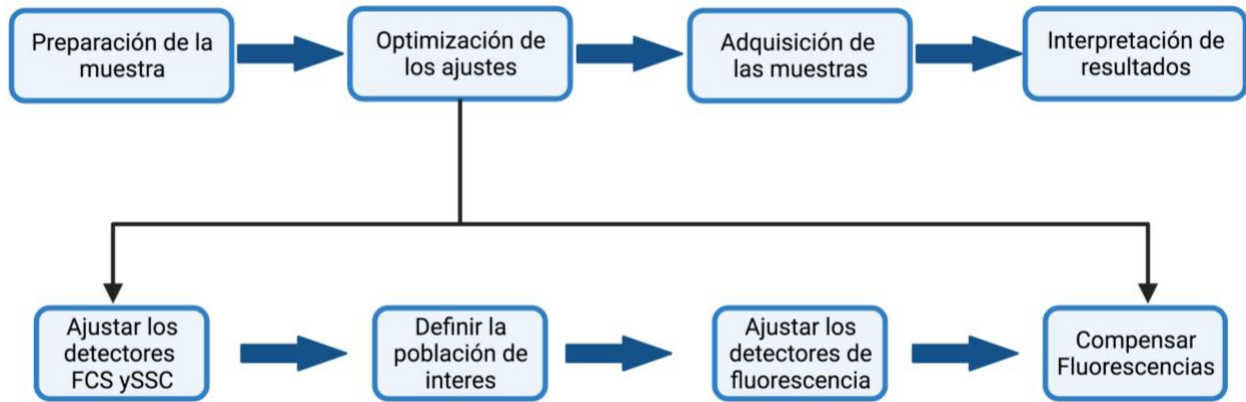 Preparación de la
muestra
Optimización de
los ajustes
Adquisición de
las muestras
Interpretación de
resultados
Ajustar los
detectores
FCS ySSC
Definir la
población de
interes
Ajustar los
detectores de
fluorescencia
Compensar
Fluorescencias